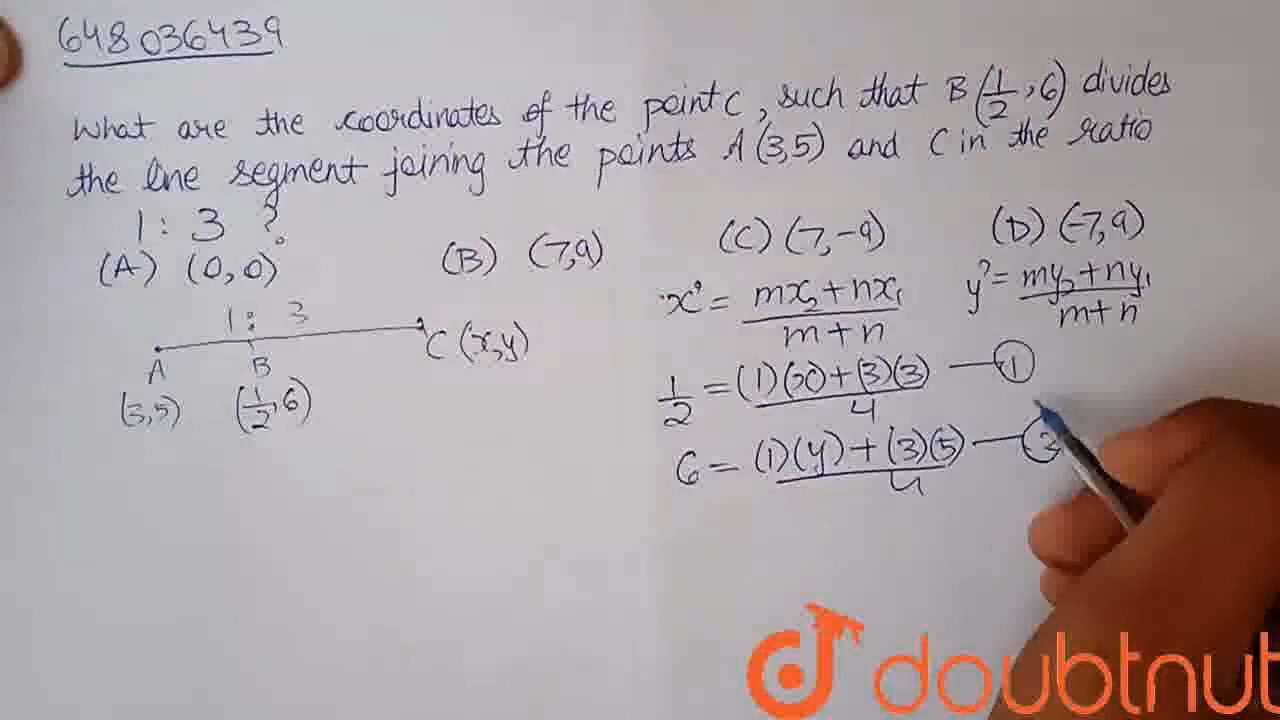 648036439
What are the coordinates of the point C, such that B(1/2, 6) divides
the line segment joining the points A(3,5) and C in the ratio
1 : 3 ?
(A) (0,0) (B) (7,9) (C) (7,-9) (D) (-7,9)
x' = mx₂+nx₁/m+n y' = my₂+ny₁/m+n
1 : 3
A B C (x,y)
(3,5) (1/2, 6)
1/2 = (1)(x)+(3)(3)/4 — ①
6 = (1)(y)+(3)(5)/4 — ②
doubtnut